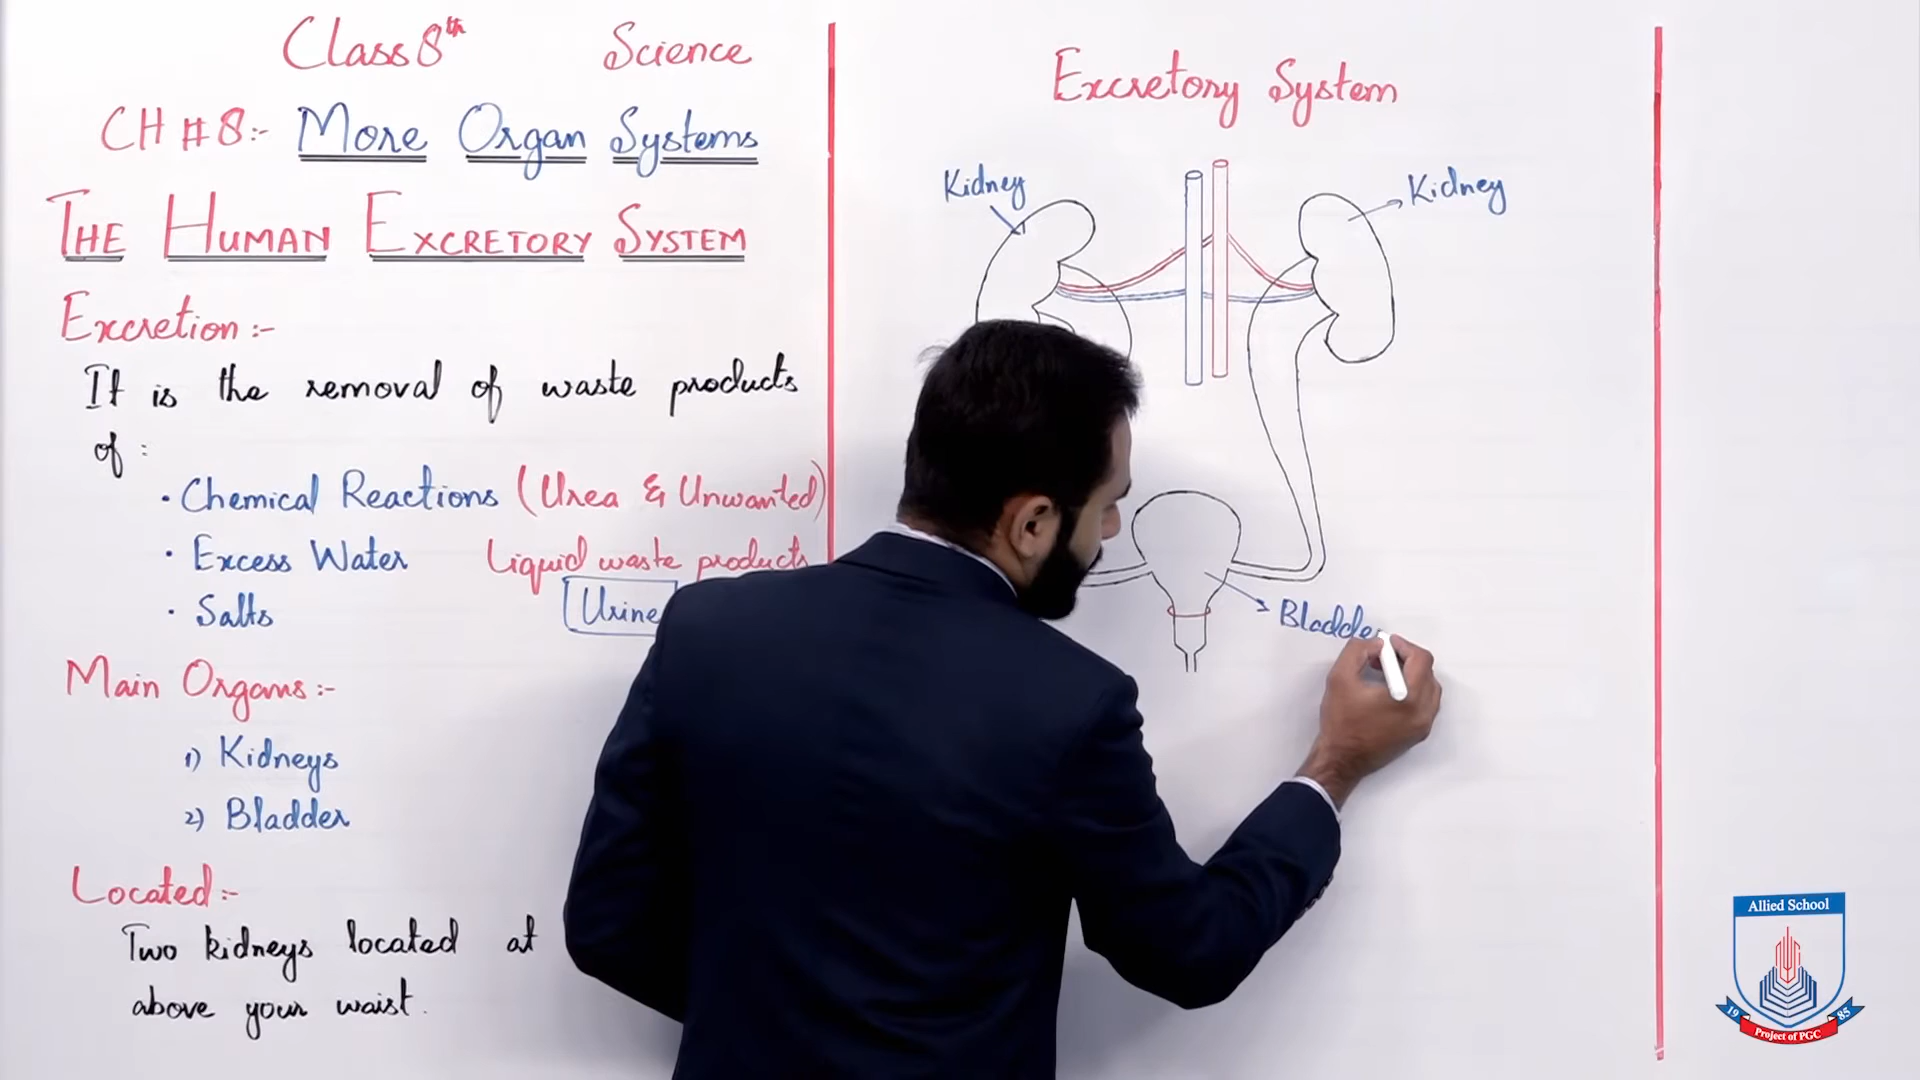 Class 8th Science
CH # 8:- More Organ Systems
THE HUMAN EXCRETORY SYSTEM
Excretion:-
It is the removal of waste products
of:
• Chemical Reactions (Urea & Unwanted)
• Excess Water Liquid waste products
• Salts Urine
Main Organs:-
1) Kidneys
2) Bladder
Located:-
Two kidneys located at
above your waist.
Excretory System
Kidney
Kidney
Bladder
Allied School
19 85
Project of PGC